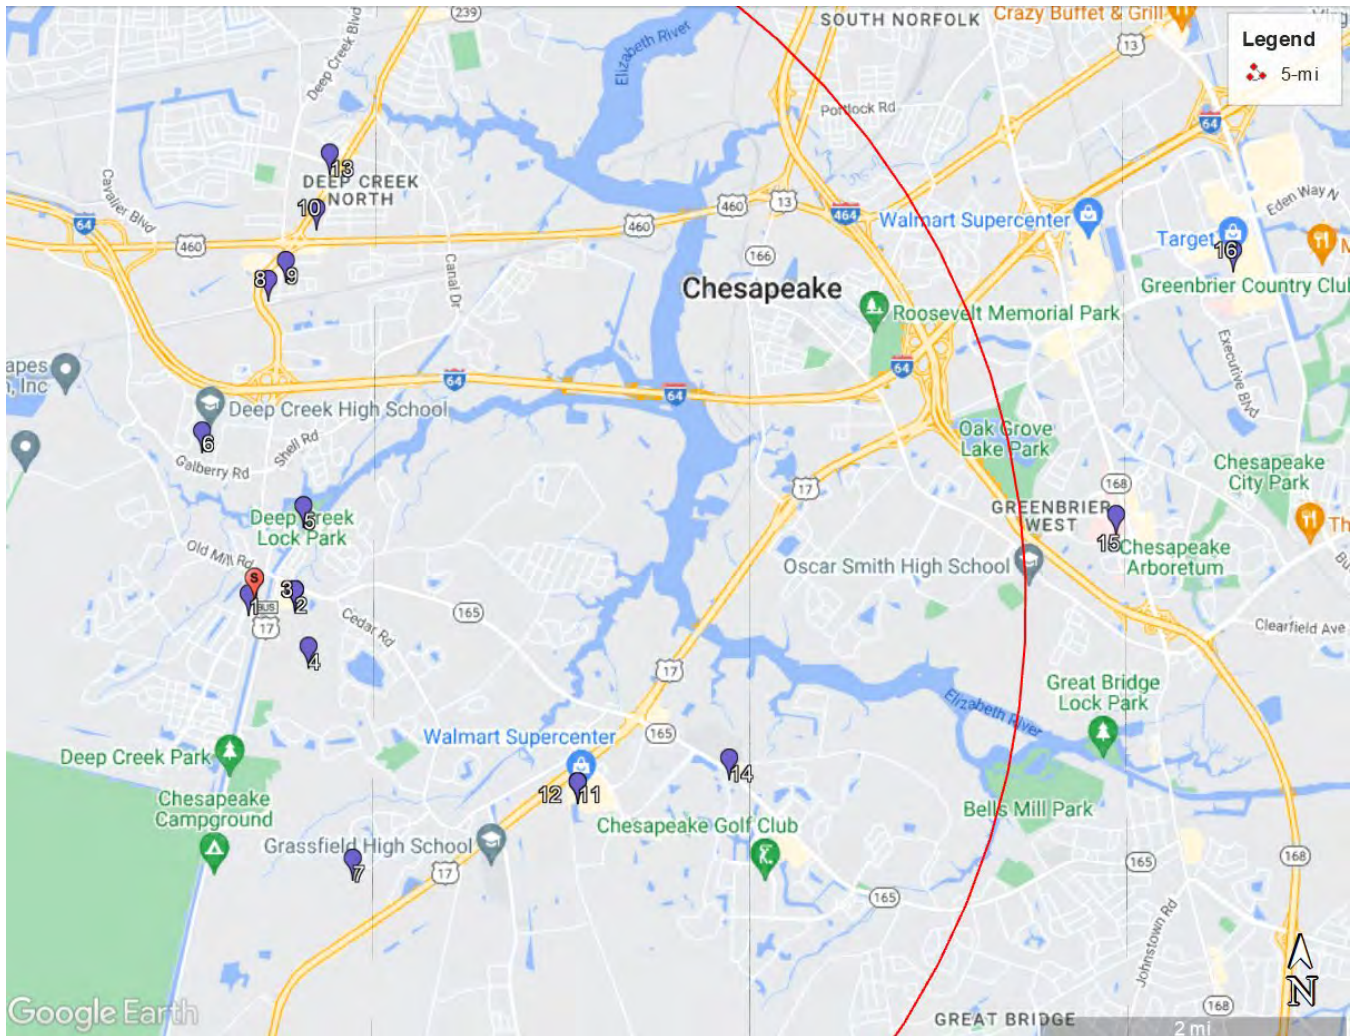 239
SOUTH NORFOLK
Crazy Buffet & Grill
13
Legend
5-mi
Deep Creek Blvd
Elizabeth River
Portlock Rd
64
13
DEEP CREEK
NORTH
Cavalier Blvd
10
64
460
460
460
13
464
Walmart Supercenter
Eden Way N
Target
16
166
Canal Dr
8
9
Chesapeake
Greenbrier Country Club
Roosevelt Memorial Park
Executive Blvd
apes
n, Inc
64
64
64
Deep Creek High School
6
Galberry Rd
Shell Rd
Oak Grove
Lake Park
Chesapeake
City Park
17
168
5
Deep Creek
Lock Park
GREENBRIER
WEST
15
Th
Old Mill Rd
S
Oscar Smith High School
Chesapeake
Arboretum
1
3
2
BUS
17
165
Cedar Rd
Clearfield Ave
4
17
Great Bridge
Lock Park
Elizabeth River
165
Walmart Supercenter
Deep Creek Park
14
12
11
Chesapeake
Campground
Bells Mill Park
Chesapeake Golf Club
Grassfield High School
7
17
165
168
165
Johnstown Rd
N
Google Earth
GREAT BRIDGE
168
2 mi